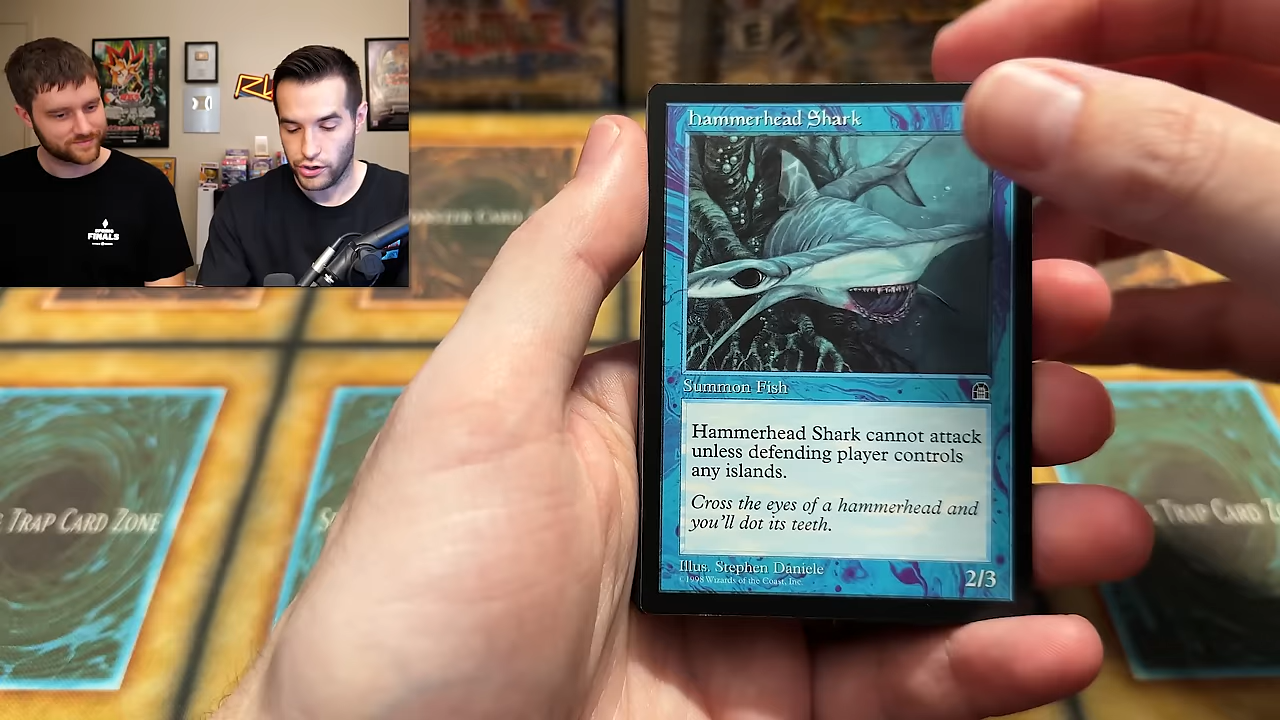 Hammerhead Shark
Summon Fish
Hammerhead Shark cannot attack
unless defending player controls
any islands.
Cross the eyes of a hammerhead and
you'll dot its teeth.
Illus. Stephen Daniele
©1998 Wizards of the Coast, Inc.
2/3
FINALS
MONSTER CARD
TRAP CARD ZONE
TRAP CARD